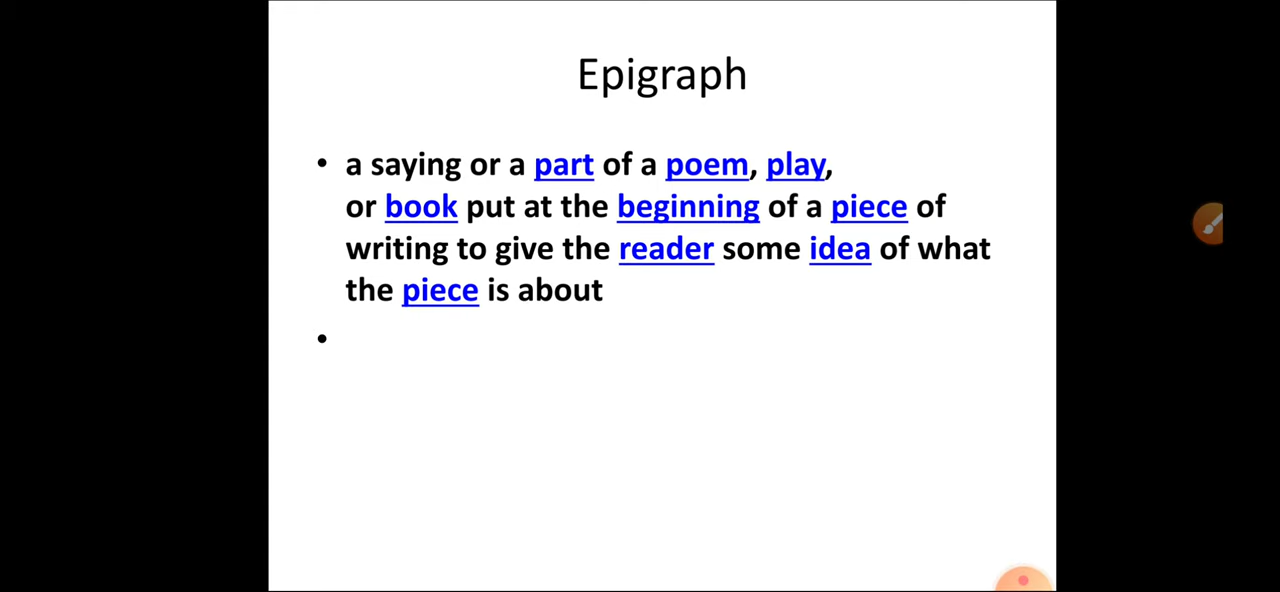 Epigraph
• a saying or a part of a poem, play,
or book put at the beginning of a piece of
writing to give the reader some idea of what
the piece is about
•